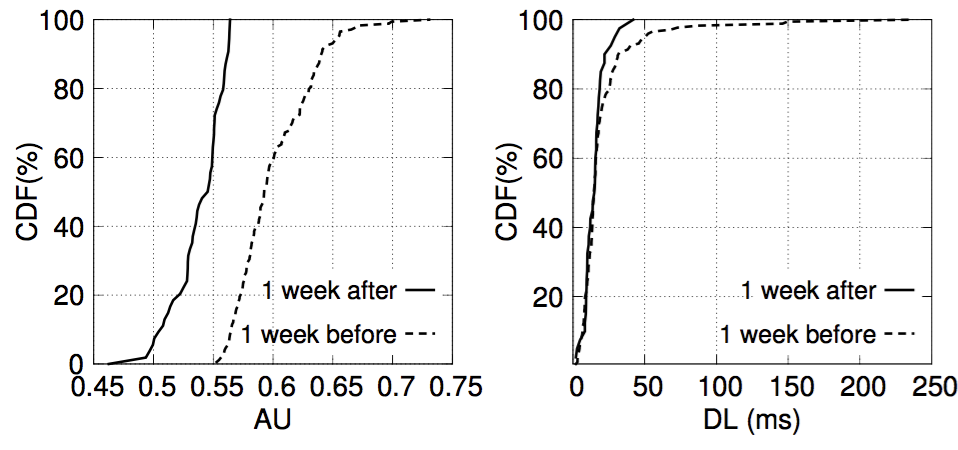 100
80
60
40
20
0
CDF(%)
0.45 0.5 0.55 0.6 0.65 0.7 0.75
AU
1 week after
1 week before
100
80
60
40
20
CDF(%)
0 50 100 150 200 250
DL (ms)
1 week after
1 week before